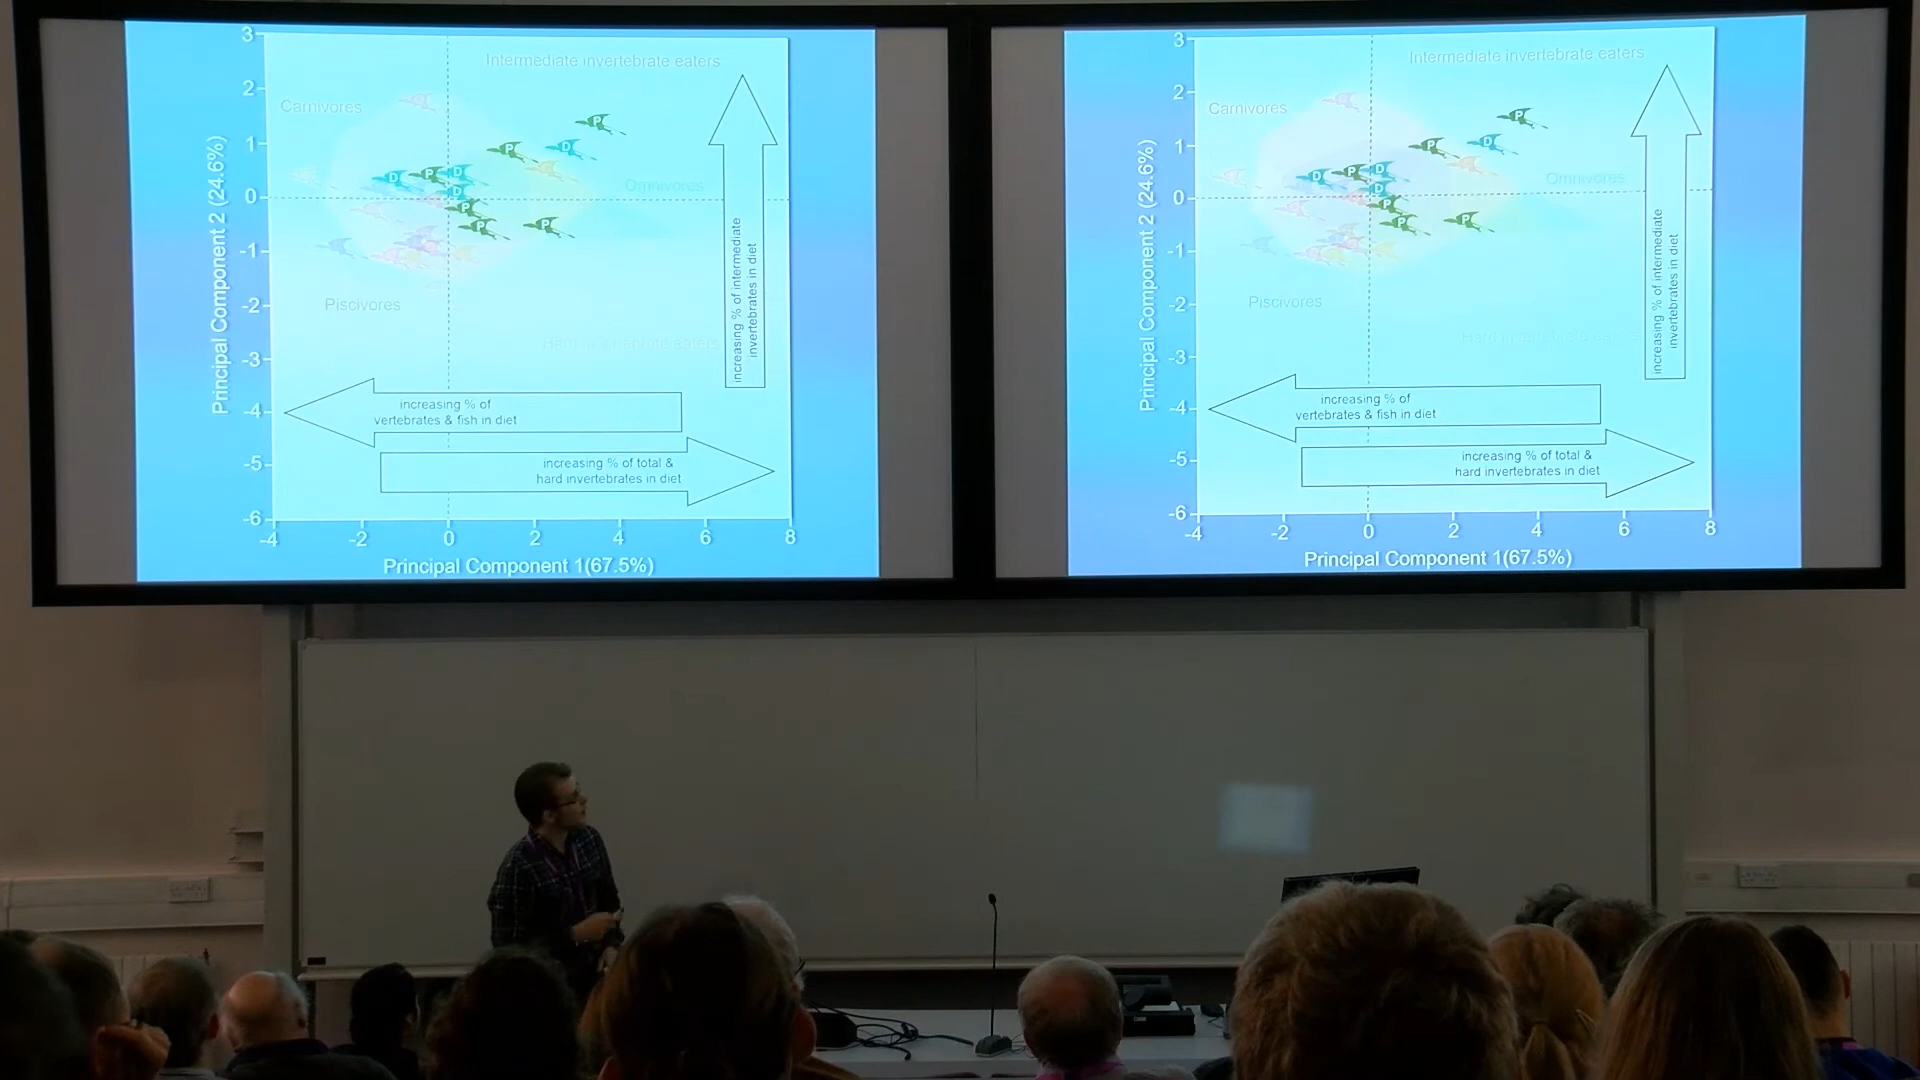 3
2
1
0
-1
-2
-3
-4
-5
-6
Principal Component 2 (24.6%)
Intermediate invertebrate eaters
Carnivores
Omnivores
Piscivores
P
P
D
D
P
D
D
P
P
P
increasing % of intermediate
invertebrates in diet
increasing % of
vertebrates & fish in diet
increasing % of total &
hard invertebrates in diet
-4
-2
0
2
4
6
8
Principal Component 1(67.5%)
3
2
1
0
-1
-2
-3
-4
-5
-6
Principal Component 2 (24.6%)
Intermediate invertebrate eaters
Carnivores
Omnivores
Piscivores
P
P
D
D
P
D
D
P
P
P
increasing % of intermediate
invertebrates in diet
increasing % of
vertebrates & fish in diet
increasing % of total &
hard invertebrates in diet
-4
-2
0
2
4
6
8
Principal Component 1(67.5%)